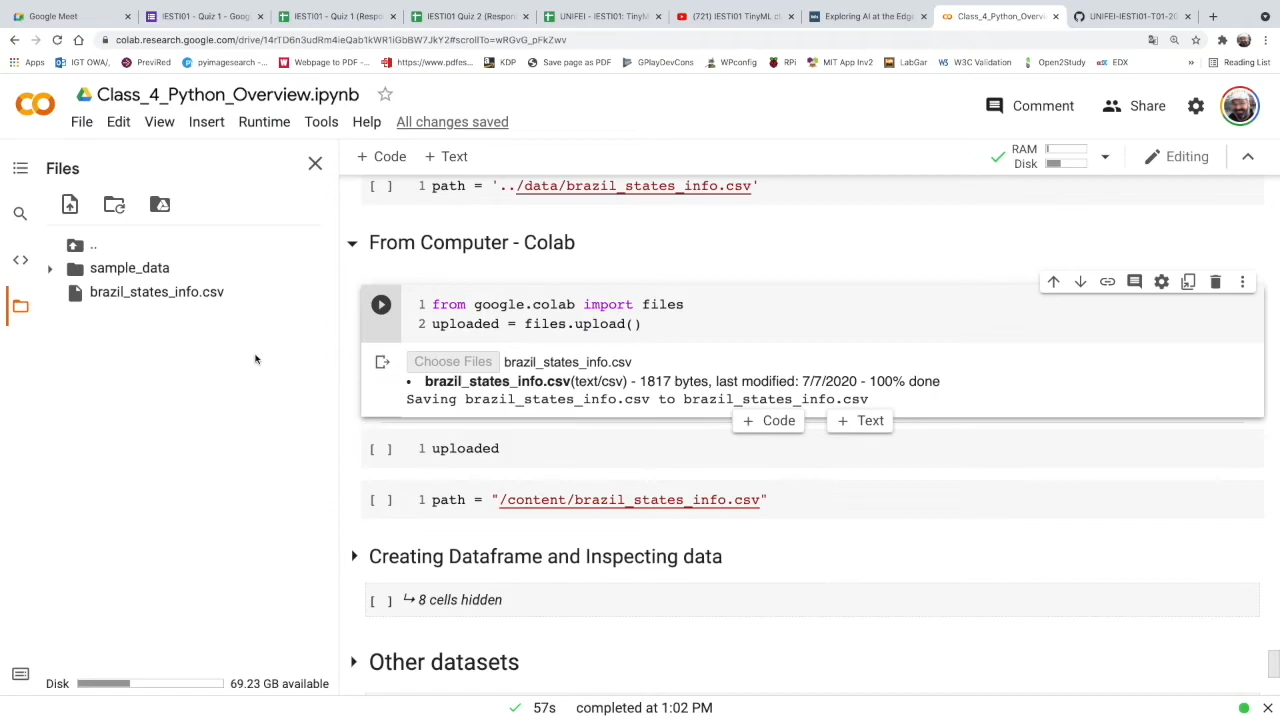 Google Meet
IESTI01 - Quiz 1 - Goog
IESTI01 - Quiz 1 (Respon
IESTI01 Quiz 2 (Respon
UNIFEI - IESTI01: TinyM
(721) IESTI01 TinyML cl
Exploring AI at the Edge
Class_4_Python_Overvi
UNIFEI-IESTI01-T01-20
colab.research.google.com/drive/14rTD6n3udRm4ieQab1kWR1GbBW7JkY2#scrollTo=wRGvG_pFkZwv
Apps
IGT OWA/,
PreviRed
pyimagesearch -...
Webpage to PDF -...
https://www.pdfes...
KDP
Save page as PDF
GPlayDevCons
WPconfig
RPi
MIT App Inv2
LabGar
W3C Validation
Open2Study
EDX
»
Reading List
CO Class_4_Python_Overview.ipynb
Comment
Share
File Edit View Insert Runtime Tools Help All changes saved
Files
+ Code + Text
RAM
Disk
Editing
[ ] 1 path = '../data/brazil_states_info.csv'
..
sample_data
brazil_states_info.csv
From Computer - Colab
1 from google.colab import files
2 uploaded = files.upload()
Choose Files brazil_states_info.csv
• brazil_states_info.csv(text/csv) - 1817 bytes, last modified: 7/7/2020 - 100% done
Saving brazil_states_info.csv to brazil_states_info.csv
+ Code + Text
[ ] 1 uploaded
[ ] 1 path = "/content/brazil_states_info.csv"
Creating Dataframe and Inspecting data
[ ] ↳ 8 cells hidden
Other datasets
Disk 69.23 GB available
57s completed at 1:02 PM